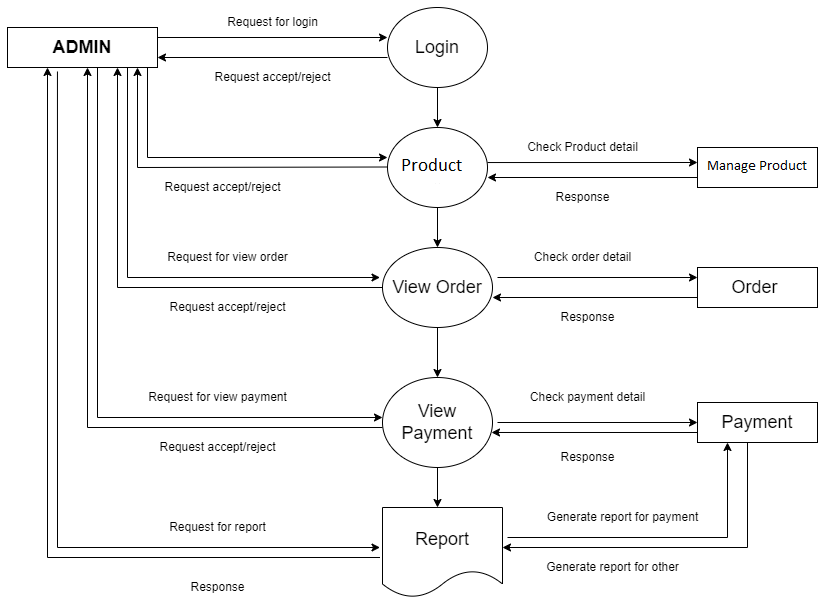 Request for login
ADMIN
Login
Request accept/reject
Check Product detail
Product
Manage Product
Request accept/reject
Response
Request for view order
Check order detail
View Order
Order
Request accept/reject
Response
Request for view payment
Check payment detail
View
Payment
Payment
Request accept/reject
Response
Request for report
Generate report for payment
Report
Generate report for other
Response